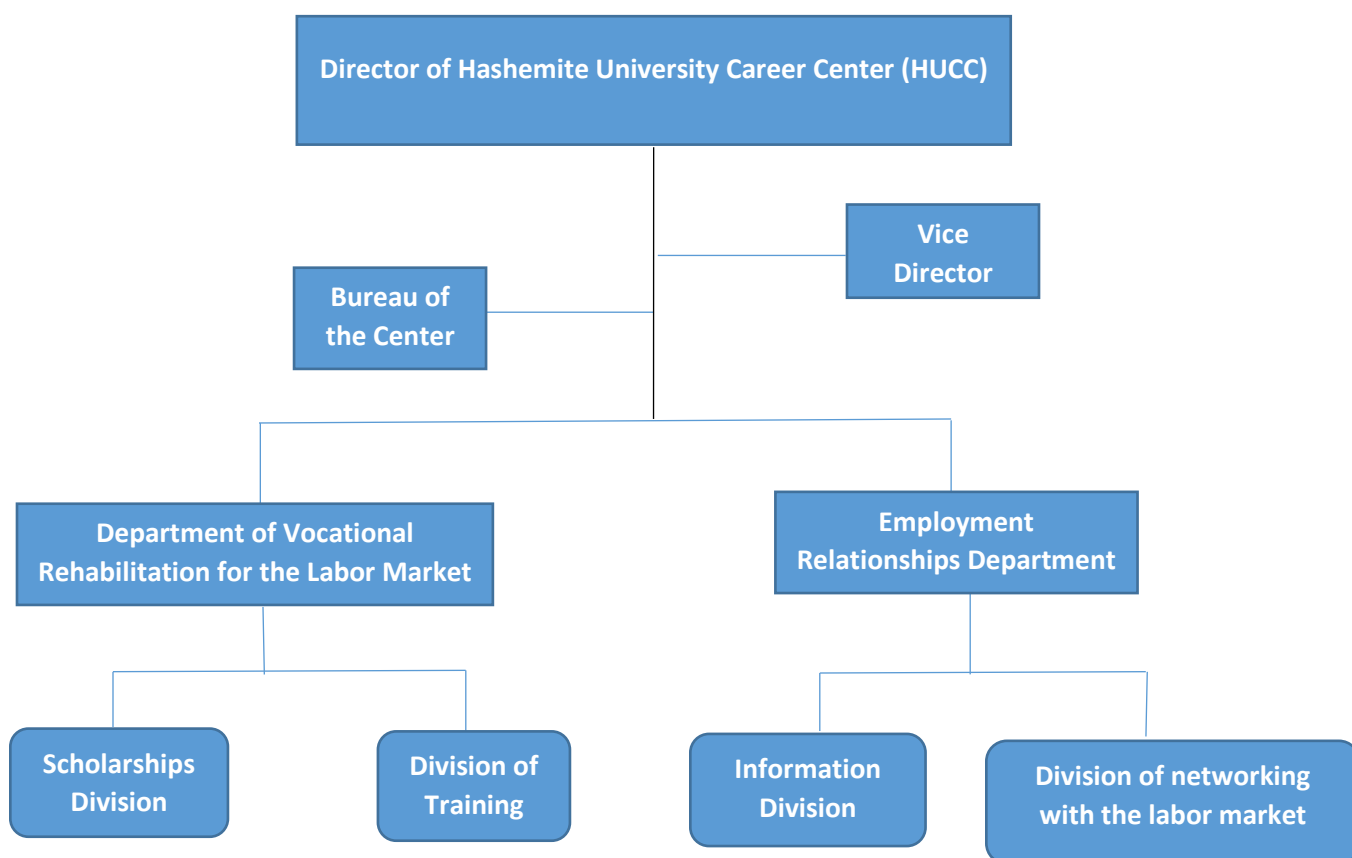 Director of Hashemite University Career Center (HUCC)
Vice
Director
Bureau of
the Center
Department of Vocational
Rehabilitation for the Labor Market
Employment
Relationships Department
Scholarships
Division
Division of
Training
Information
Division
Division of networking
with the labor market